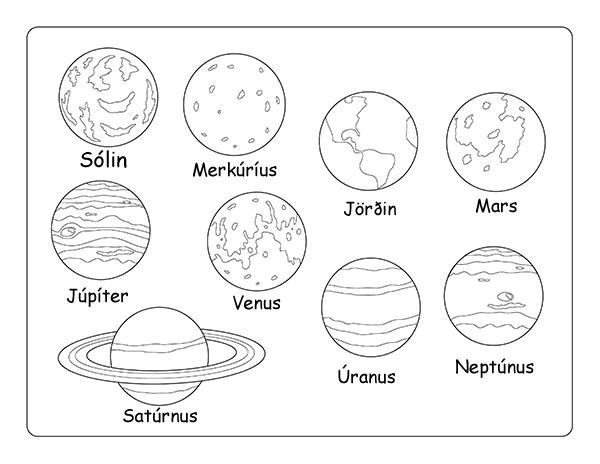 Sólin
Merkúríus
Jörðin
Mars
Júpíter
Venus
Úranus
Neptúnus
Satúrnus